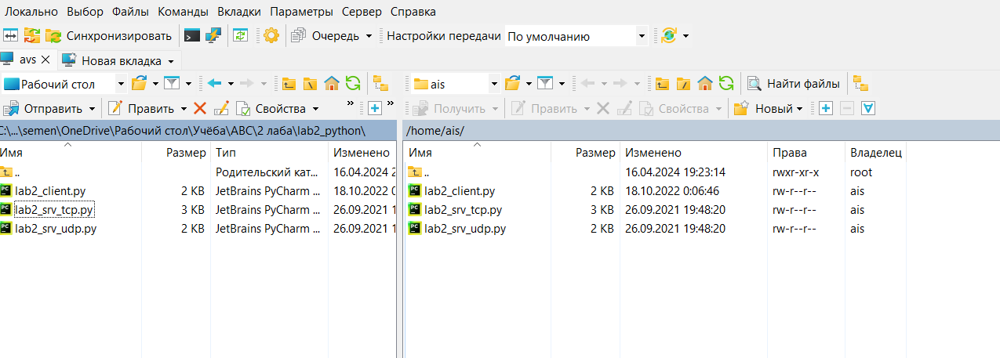 Локально Выбор Файлы Команды Вкладки Параметры Сервер Справка
Синхронизировать Очередь Настройки передачи По умолчанию
avs Новая вкладка
Рабочий стол ais Найти файлы
Отправить Править Свойства » » Получить Править Свойства Новый
C:\...\semen\OneDrive\Рабочий стол\Учёба\АВС\2 лаба\lab2_python\ /home/ais/
Имя Размер Тип Изменено Имя Размер Изменено Права Владелец
.. Родительский кат... 16.04.2024 2 .. 16.04.2024 19:23:14 rwxr-xr-x root
lab2_client.py 2 KB JetBrains PyCharm ... 18.10.2022 0 lab2_client.py 2 KB 18.10.2022 0:06:46 rw-r--r-- ais
lab2_srv_tcp.py 3 KB JetBrains PyCharm ... 26.09.2021 1 lab2_srv_tcp.py 3 KB 26.09.2021 19:48:20 rw-r--r-- ais
lab2_srv_udp.py 2 KB JetBrains PyCharm ... 26.09.2021 1 lab2_srv_udp.py 2 KB 26.09.2021 19:48:20 rw-r--r-- ais